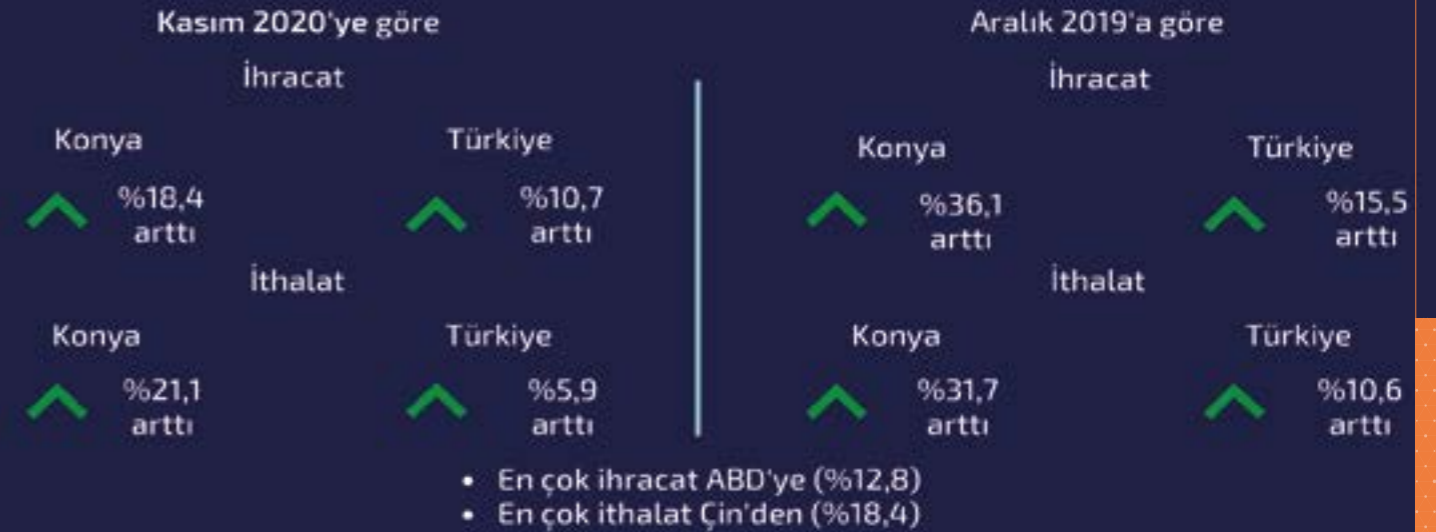 Kasım 2020'ye göre
İhracat
Konya Türkiye
%18,4 %10,7
arttı arttı
İthalat
Konya Türkiye
%21,1 %5,9
arttı arttı
Aralık 2019'a göre
İhracat
Konya Türkiye
%36,1 %15,5
arttı arttı
İthalat
Konya Türkiye
%31,7 %10,6
arttı arttı
• En çok ihracat ABD'ye (%12,8)
• En çok ithalat Çin'den (%18,4)